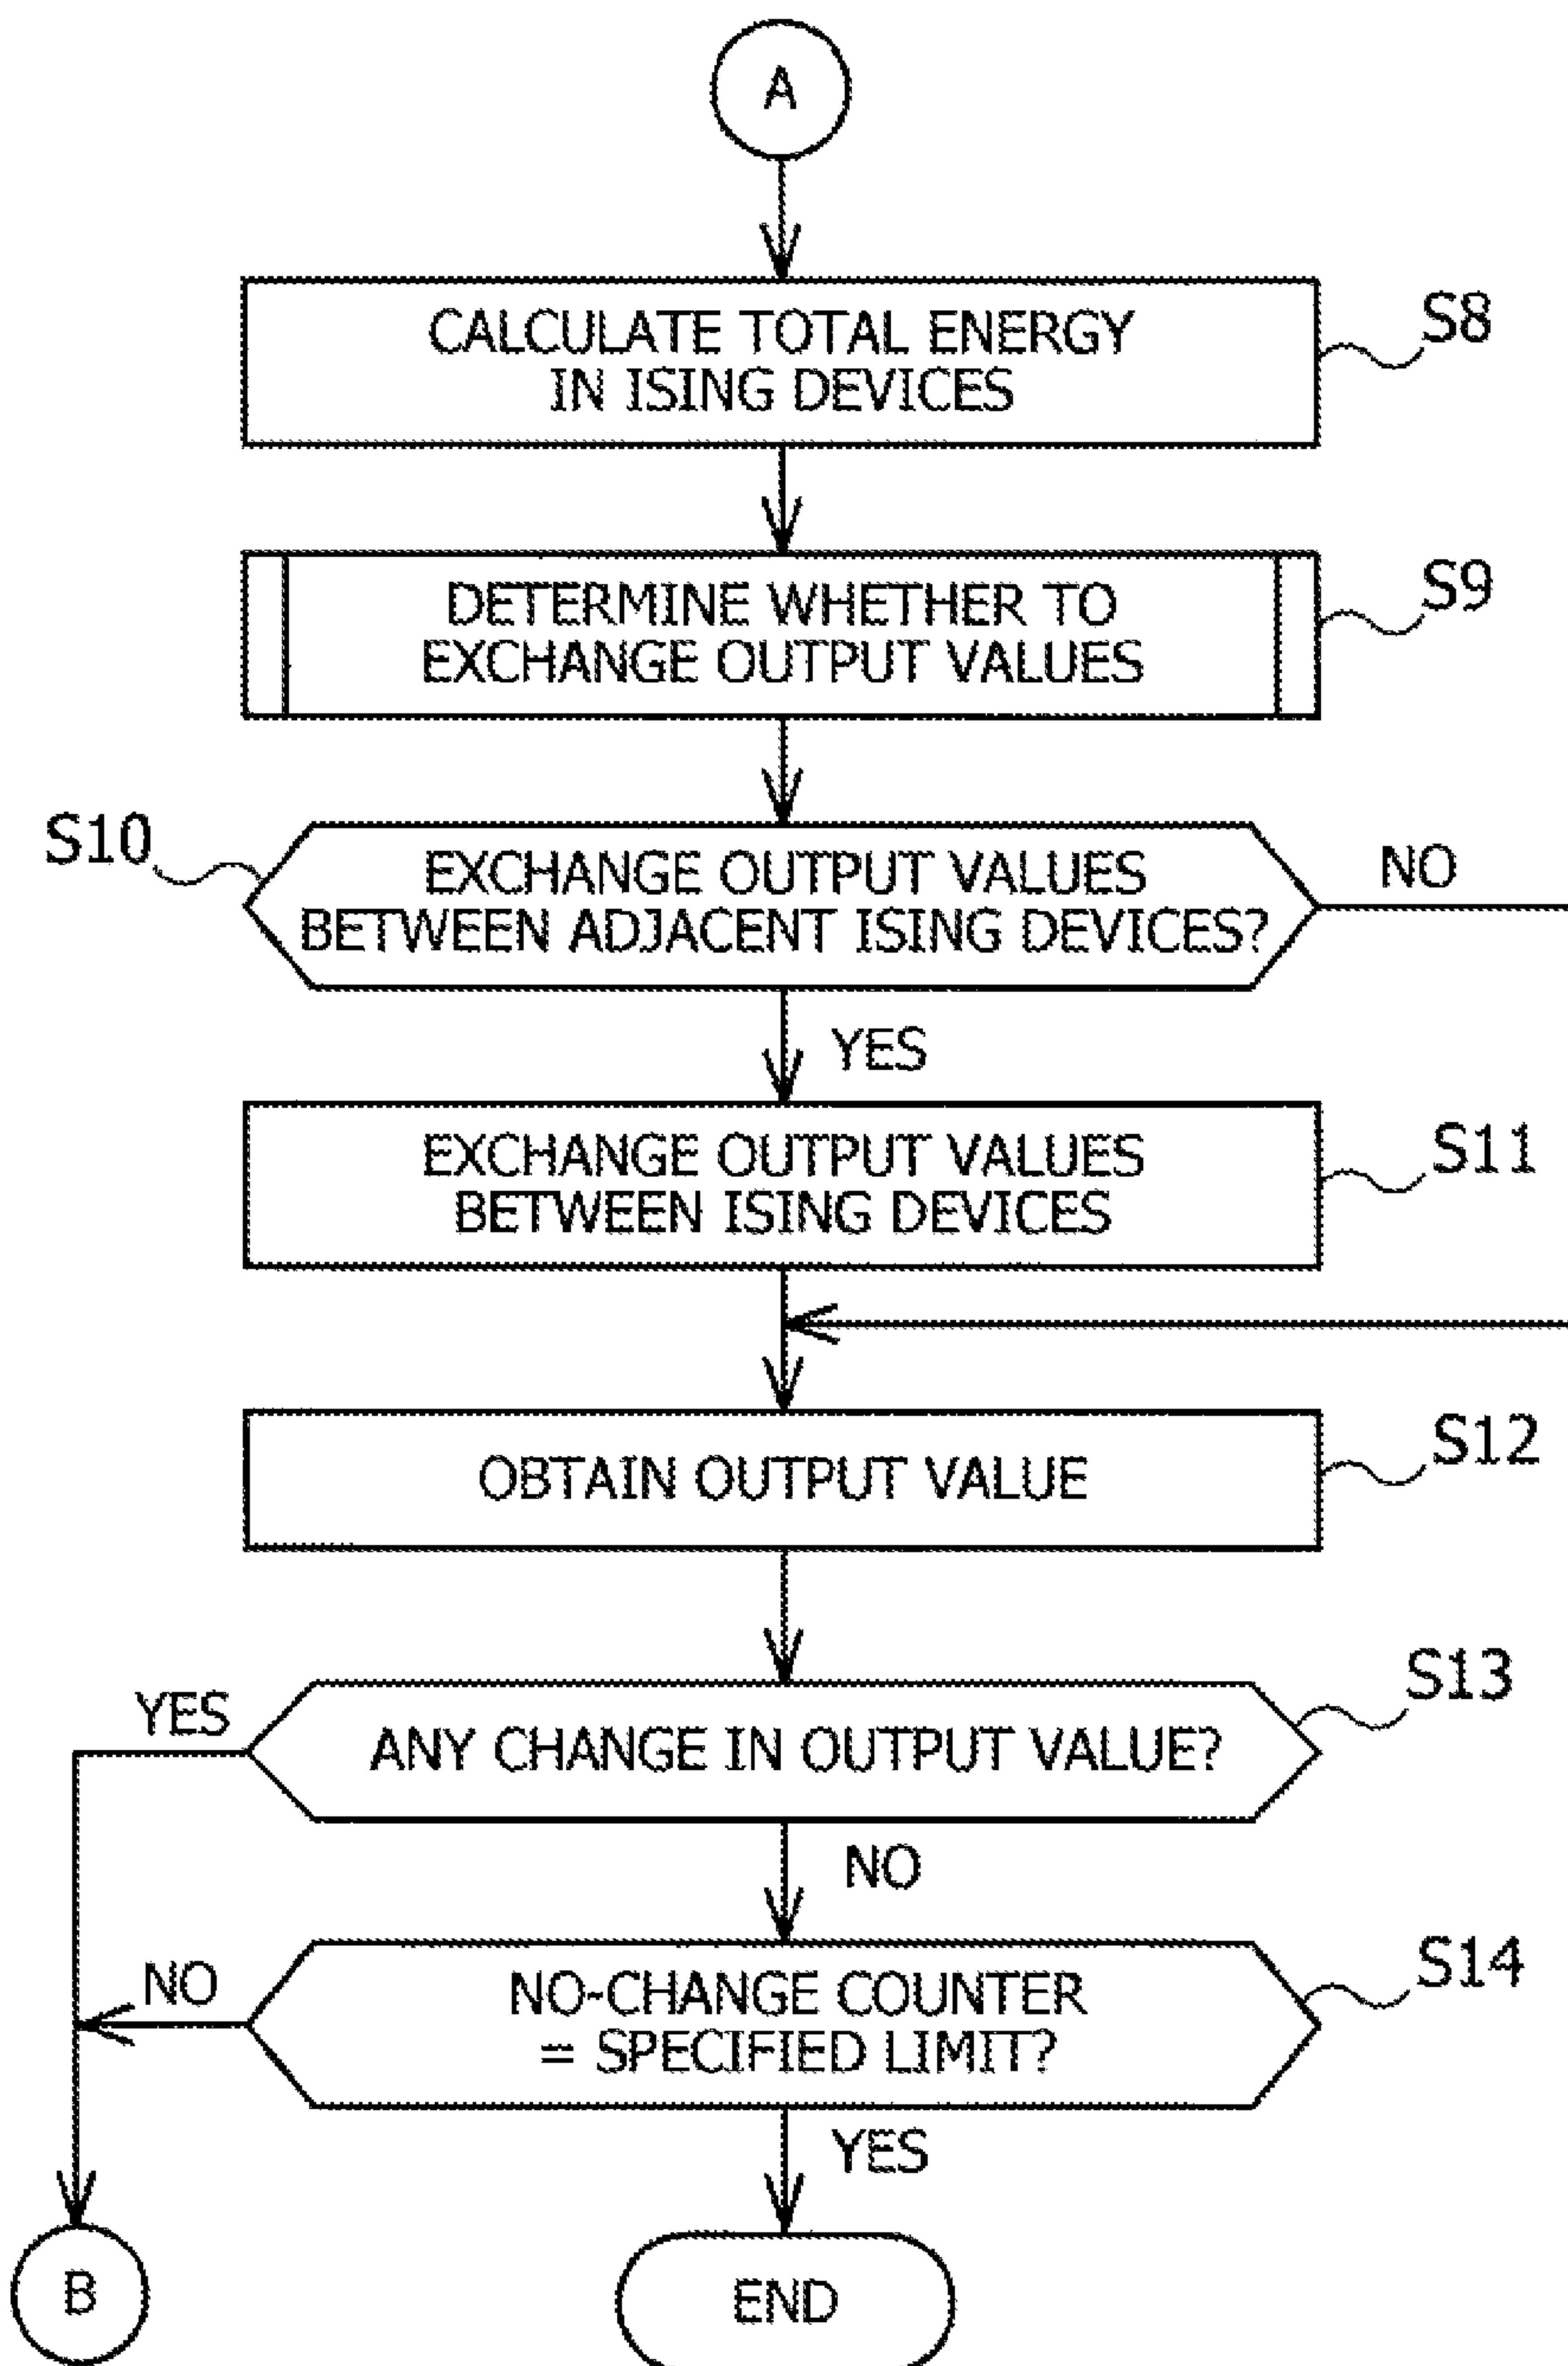 A
CALCULATE TOTAL ENERGY
IN ISING DEVICES
S8
DETERMINE WHETHER TO
EXCHANGE OUTPUT VALUES
S9
S10
EXCHANGE OUTPUT VALUES
BETWEEN ADJACENT ISING DEVICES?
NO
YES
EXCHANGE OUTPUT VALUES
BETWEEN ISING DEVICES
S11
OBTAIN OUTPUT VALUE
S12
YES
ANY CHANGE IN OUTPUT VALUE?
S13
NO
NO
NO-CHANGE COUNTER
= SPECIFIED LIMIT?
S14
YES
B
END